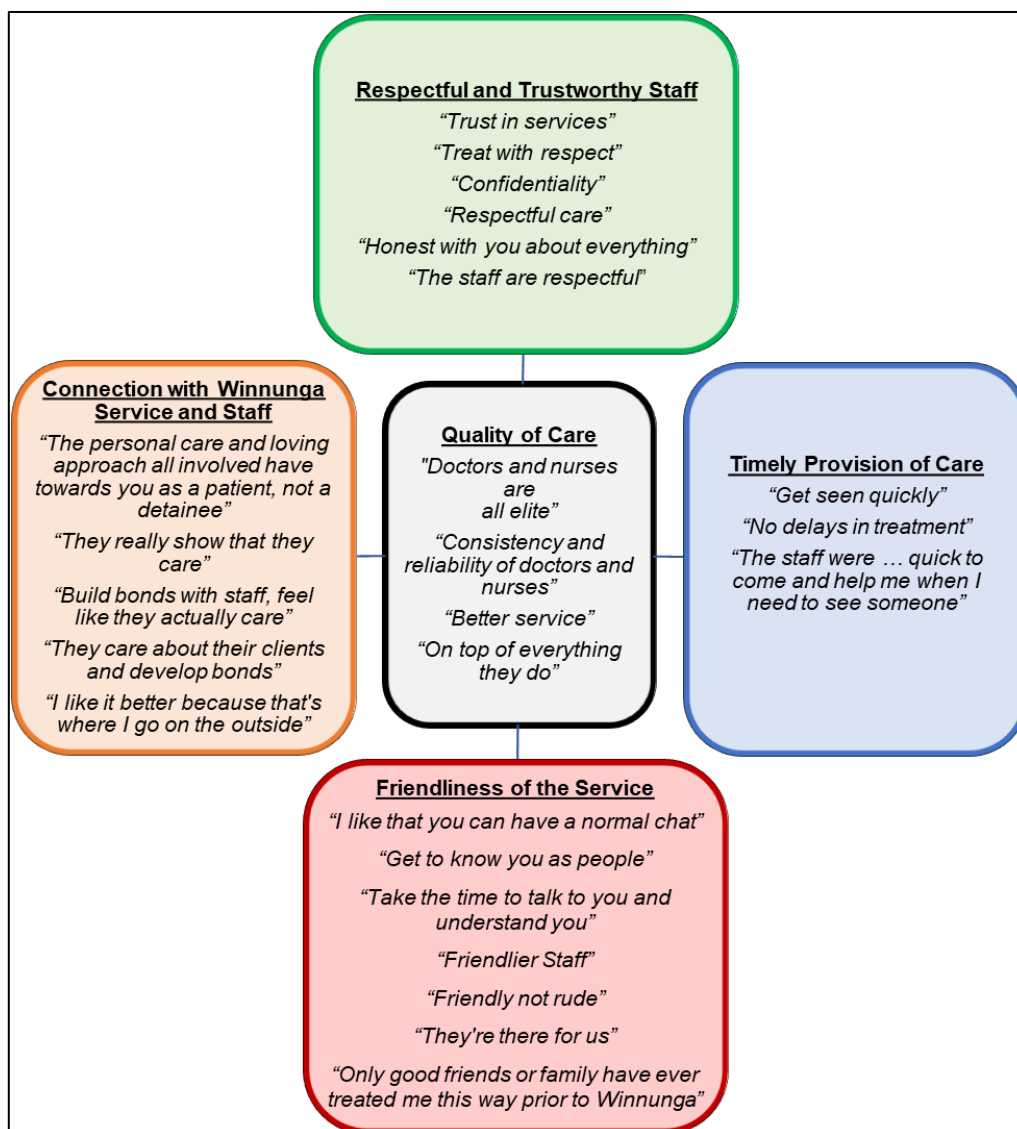 Respectful and Trustworthy Staff
“Trust in services”
“Treat with respect”
“Confidentiality”
“Respectful care”
“Honest with you about everything”
“The staff are respectful”
Connection with Winnunga
Service and Staff
“The personal care and loving
approach all involved have
towards you as a patient, not a
detainee”
“They really show that they
care”
“Build bonds with staff, feel
like they actually care”
“They care about their clients
and develop bonds”
“I like it better because that's
where I go on the outside”
Quality of Care
"Doctors and nurses
are
all elite”
“Consistency and
reliability of doctors and
nurses”
“Better service”
“On top of everything
they do”
Timely Provision of Care
“Get seen quickly”
“No delays in treatment”
“The staff were … quick to
come and help me when I
need to see someone”
Friendliness of the Service
“I like that you can have a normal chat”
“Get to know you as people”
“Take the time to talk to you and
understand you”
“Friendlier Staff”
“Friendly not rude”
“They're there for us”
“Only good friends or family have ever
treated me this way prior to Winnunga”